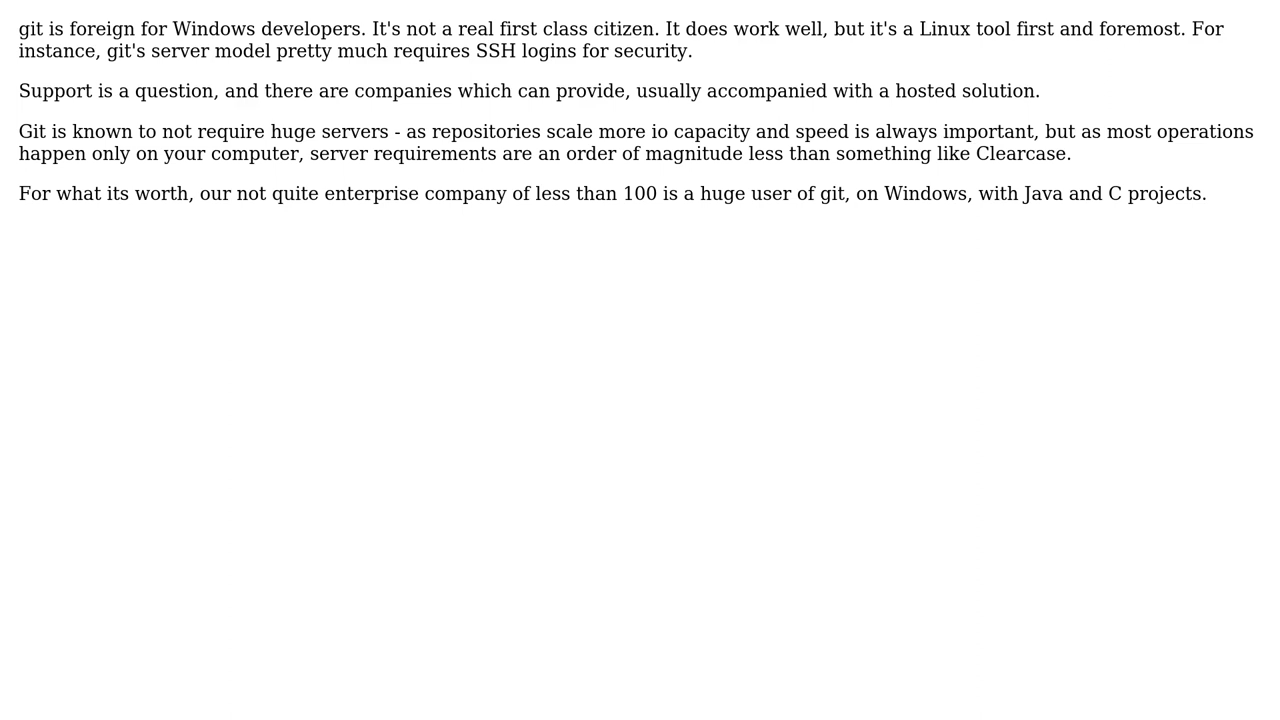 git is foreign for Windows developers. It's not a real first class citizen. It does work well, but it's a Linux tool first and foremost. For
instance, git's server model pretty much requires SSH logins for security.
Support is a question, and there are companies which can provide, usually accompanied with a hosted solution.
Git is known to not require huge servers - as repositories scale more io capacity and speed is always important, but as most operations
happen only on your computer, server requirements are an order of magnitude less than something like Clearcase.
For what its worth, our not quite enterprise company of less than 100 is a huge user of git, on Windows, with Java and C projects.